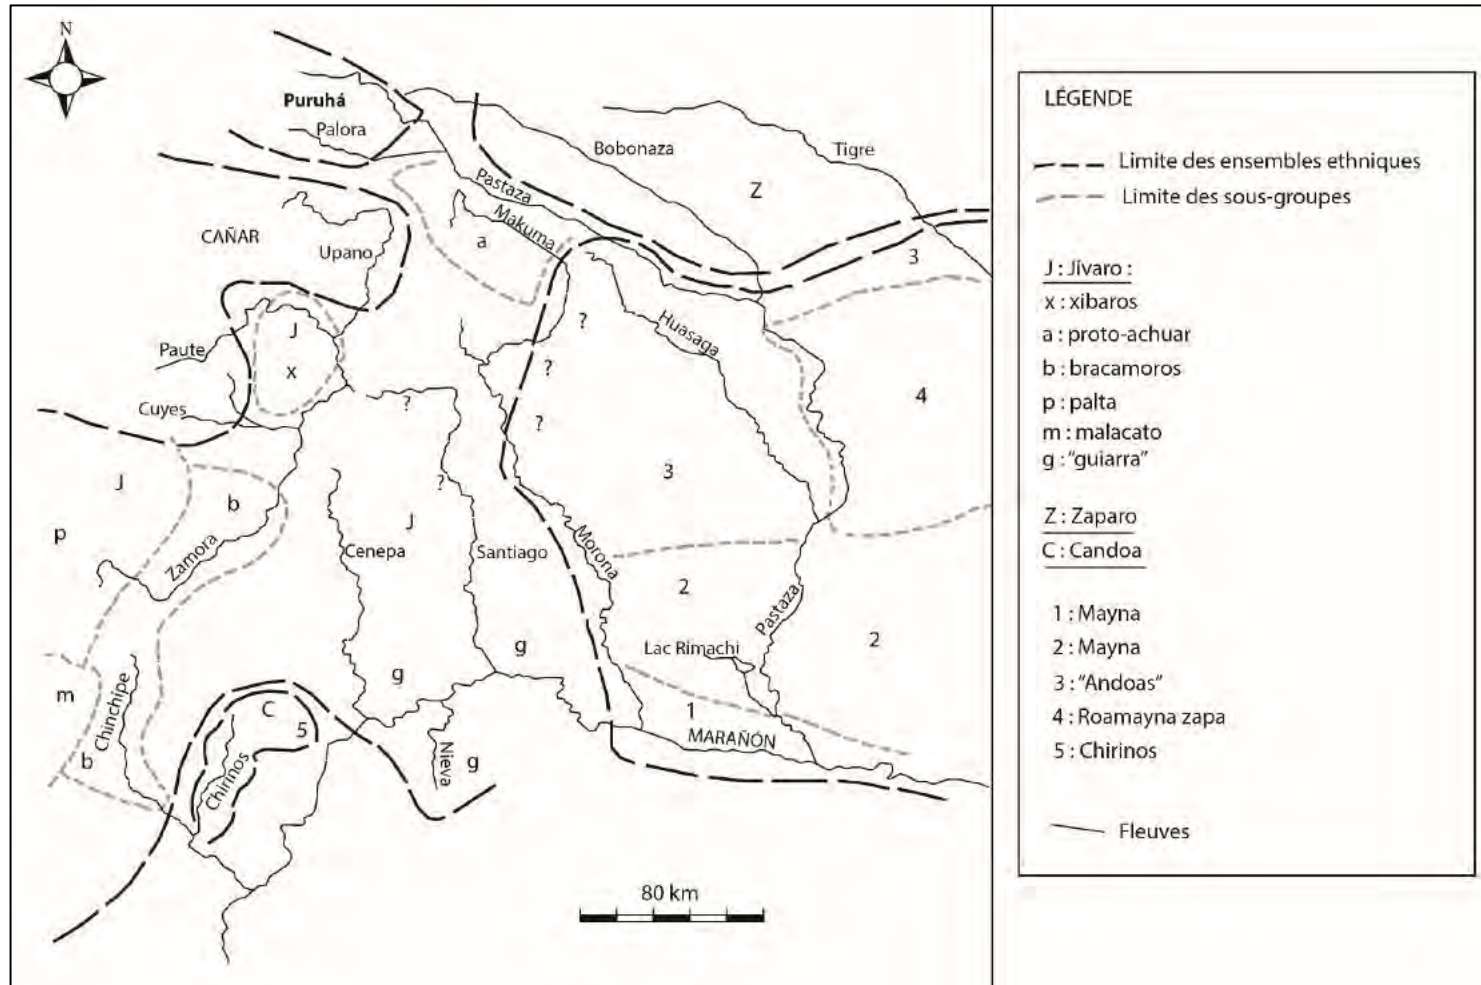 N
Puruhá
Palora
Bobonaza
Tigre
Z
Pastaza
Makuma
CAÑAR
Upano
a
3
?
J
Huasaga
Paute
x
?
4
Cuyes
?
?
J
b
3
?
p
J
Zamora
Cenepa
Santiago
Morona
2
Pastaza
2
Lac Rimachi
g
g
m
Chinchipe
C
5
1
MARAÑÓN
b
Chirinos
Nieva
g
80 km
LÉGENDE
Limite des ensembles ethniques
Limite des sous-groupes
J : Jívaro :
x : xibaros
a : proto-achuar
b : bracamoros
p : palta
m : malacato
g : "guiarra"
Z : Zaparo
C : Candoa
1 : Mayna
2 : Mayna
3 : "Andoas"
4 : Roamayna zapa
5 : Chirinos
Fleuves